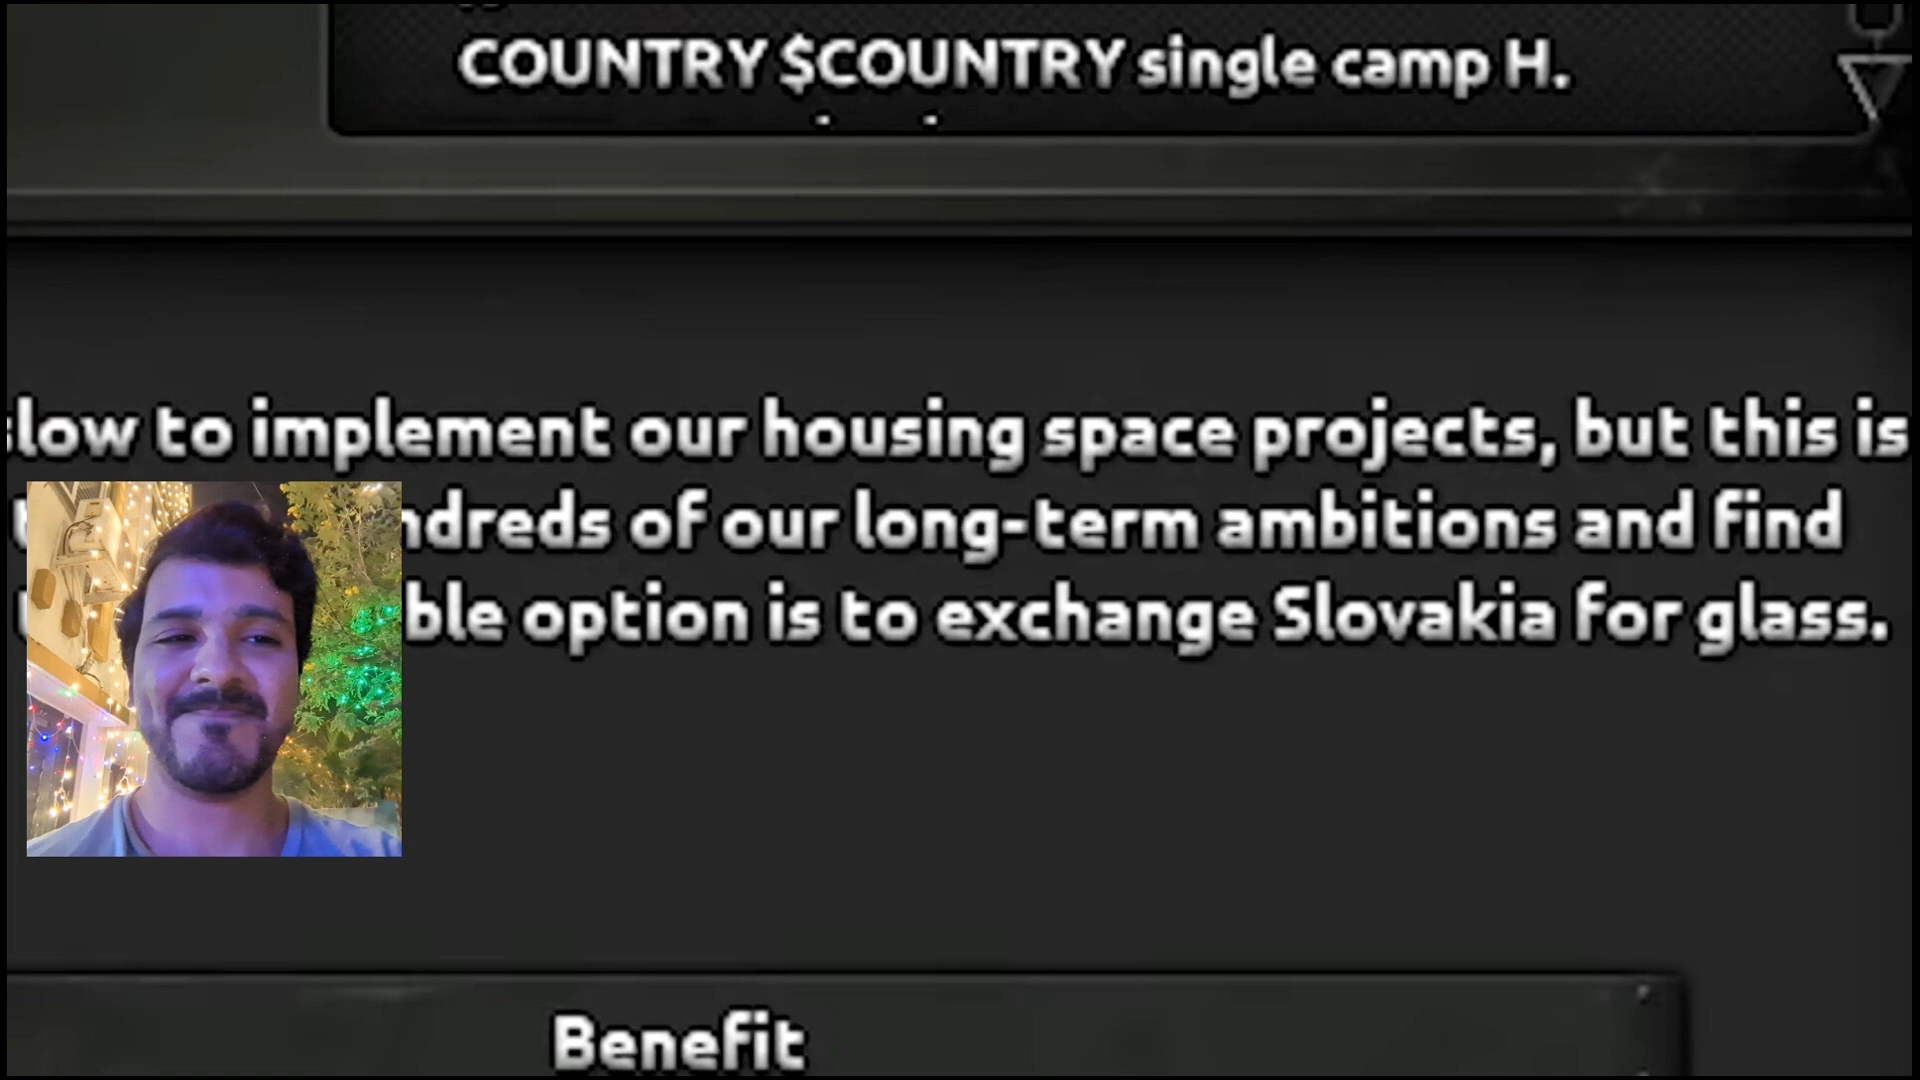 COUNTRY $COUNTRY single camp H.
slow to implement our housing space projects, but this is
ndreds of our long-term ambitions and find
ble option is to exchange Slovakia for glass.
Benefit